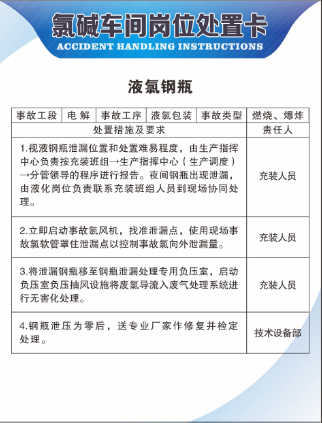 氯碱车间岗位处置卡
ACCIDENT HANDLING INSTRUCTIONS
液氯钢瓶
事故工段 电 解 事故工序 液氯包装 事故类型 燃烧、爆炸
处置措施及要求 责任人
1.视液钢瓶泄漏位置和处置难易程度，由生产指挥
中心负责按充装班组→生产指挥中心（生产调度）
→分管领导的程序进行报告。夜间钢瓶出现泄漏，
由液化岗位负责联系充装班组人员到现场协同处
理。
充装人员
2.立即启动事故氯风机，找准泄漏点，使用现场事
故氯软管罩住泄漏点以控制事故氯向外泄漏量。
充装人员
3.将泄漏钢瓶移至钢瓶泄漏处理专用负压室，启动
负压室负压抽风设施将废氯导流入废气处理系统进
行无害化处理。
充装人员
4.钢瓶泄压为零后，送专业厂家作修复并检定
处理。
技术设备部